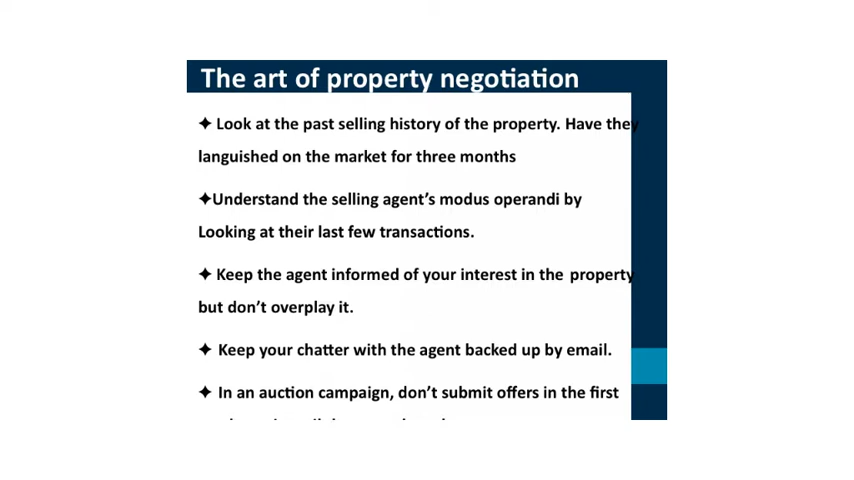 The art of property negotiation
✦ Look at the past selling history of the property. Have they
languished on the market for three months
✦Understand the selling agent's modus operandi by
Looking at their last few transactions.
✦ Keep the agent informed of your interest in the property
but don't overplay it.
✦ Keep your chatter with the agent backed up by email.
✦ In an auction campaign, don't submit offers in the first